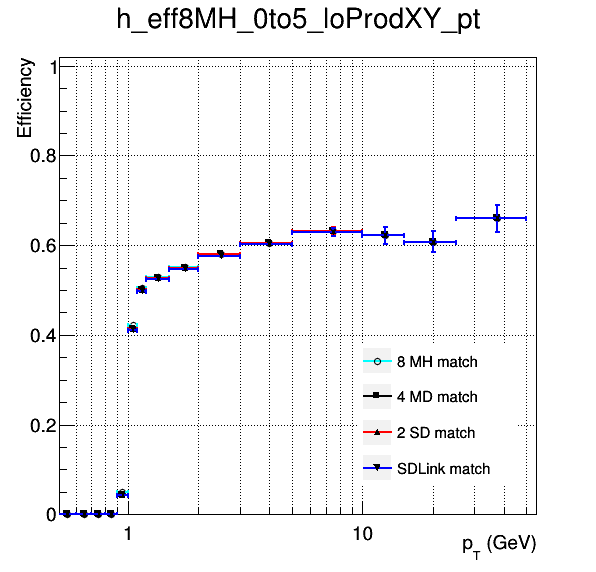 h_eff8MH_0to5_loProdXY_pt
Efficiency
1
0.8
0.6
0.4
0.2
0
8 MH match
4 MD match
2 SD match
SDLink match
1
10
p_T (GeV)